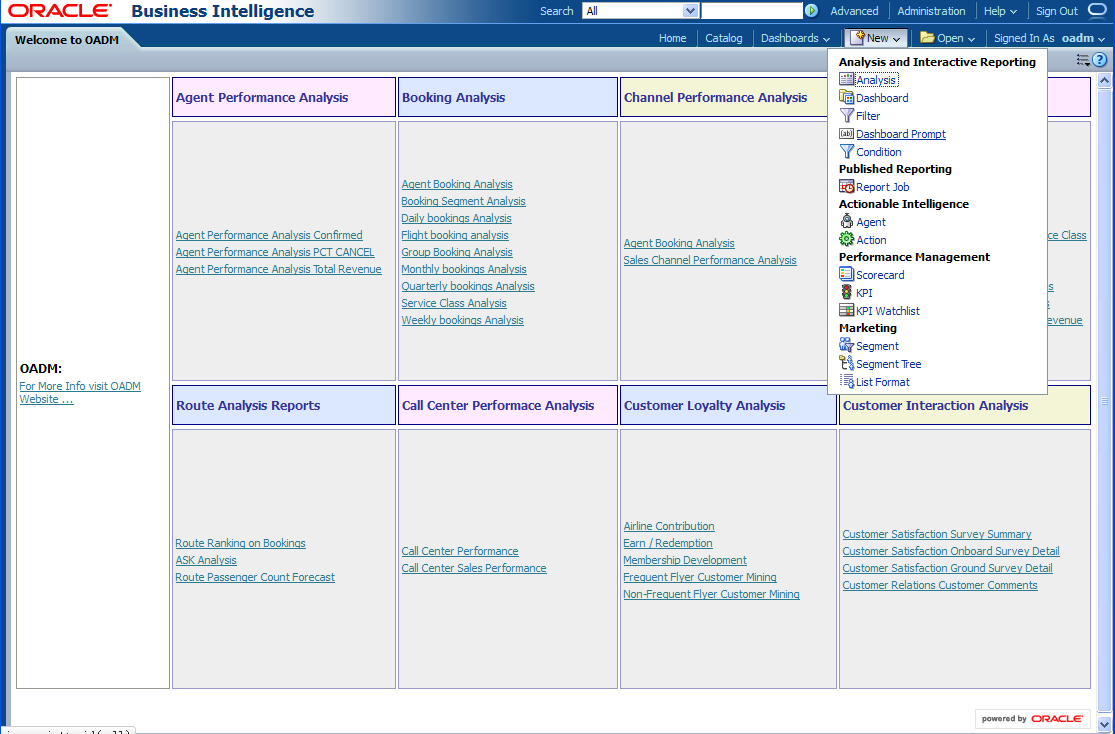 ORACLE Business Intelligence
Search All Advanced Administration Help Sign Out
Welcome to OADM
Home Catalog Dashboards New Open Signed In As oadm
Analysis and Interactive Reporting
Analysis
Dashboard
Filter
Dashboard Prompt
Condition
Published Reporting
Report Job
Actionable Intelligence
Agent
Action
Performance Management
Scorecard
KPI
KPI Watchlist
Marketing
Segment
Segment Tree
List Format
OADM:
For More Info visit OADM
Website ...
Agent Performance Analysis
Agent Performance Analysis Confirmed
Agent Performance Analysis PCT CANCEL
Agent Performance Analysis Total Revenue
Booking Analysis
Agent Booking Analysis
Booking Segment Analysis
Daily bookings Analysis
Flight booking analysis
Group Booking Analysis
Monthly bookings Analysis
Quarterly bookings Analysis
Service Class Analysis
Weekly bookings Analysis
Channel Performance Analysis
Agent Booking Analysis
Sales Channel Performance Analysis
ce Class
s
s
evenue
Route Analysis Reports
Route Ranking on Bookings
ASK Analysis
Route Passenger Count Forecast
Call Center Performace Analysis
Call Center Performance
Call Center Sales Performance
Customer Loyalty Analysis
Airline Contribution
Earn / Redemption
Membership Development
Frequent Flyer Customer Mining
Non-Frequent Flyer Customer Mining
Customer Interaction Analysis
Customer Satisfaction Survey Summary
Customer Satisfaction Onboard Survey Detail
Customer Satisfaction Ground Survey Detail
Customer Relations Customer Comments
powered by ORACLE